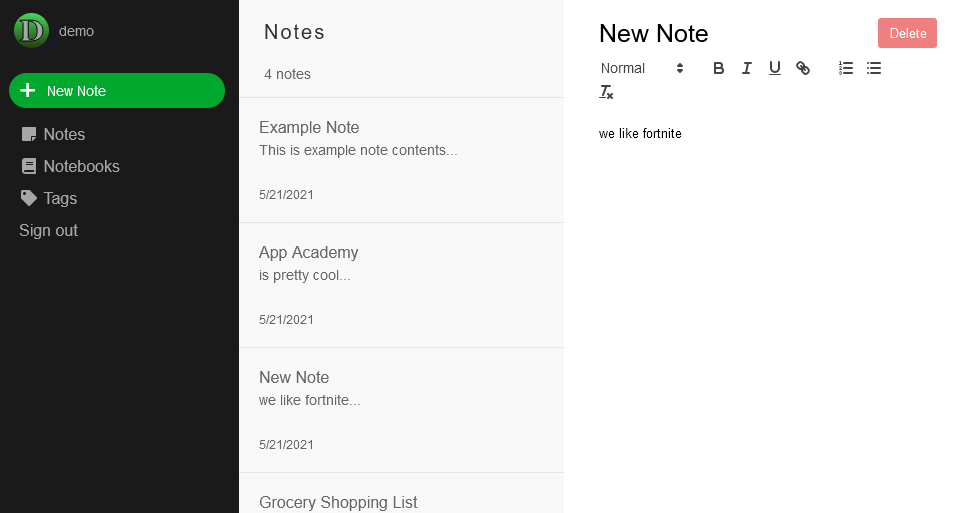 D
demo
New Note
Notes
Notebooks
Tags
Sign out
Notes
4 notes
Example Note
This is example note contents...
5/21/2021
App Academy
is pretty cool...
5/21/2021
New Note
we like fortnite...
5/21/2021
Grocery Shopping List
New Note
Delete
Normal
B I U
we like fortnite